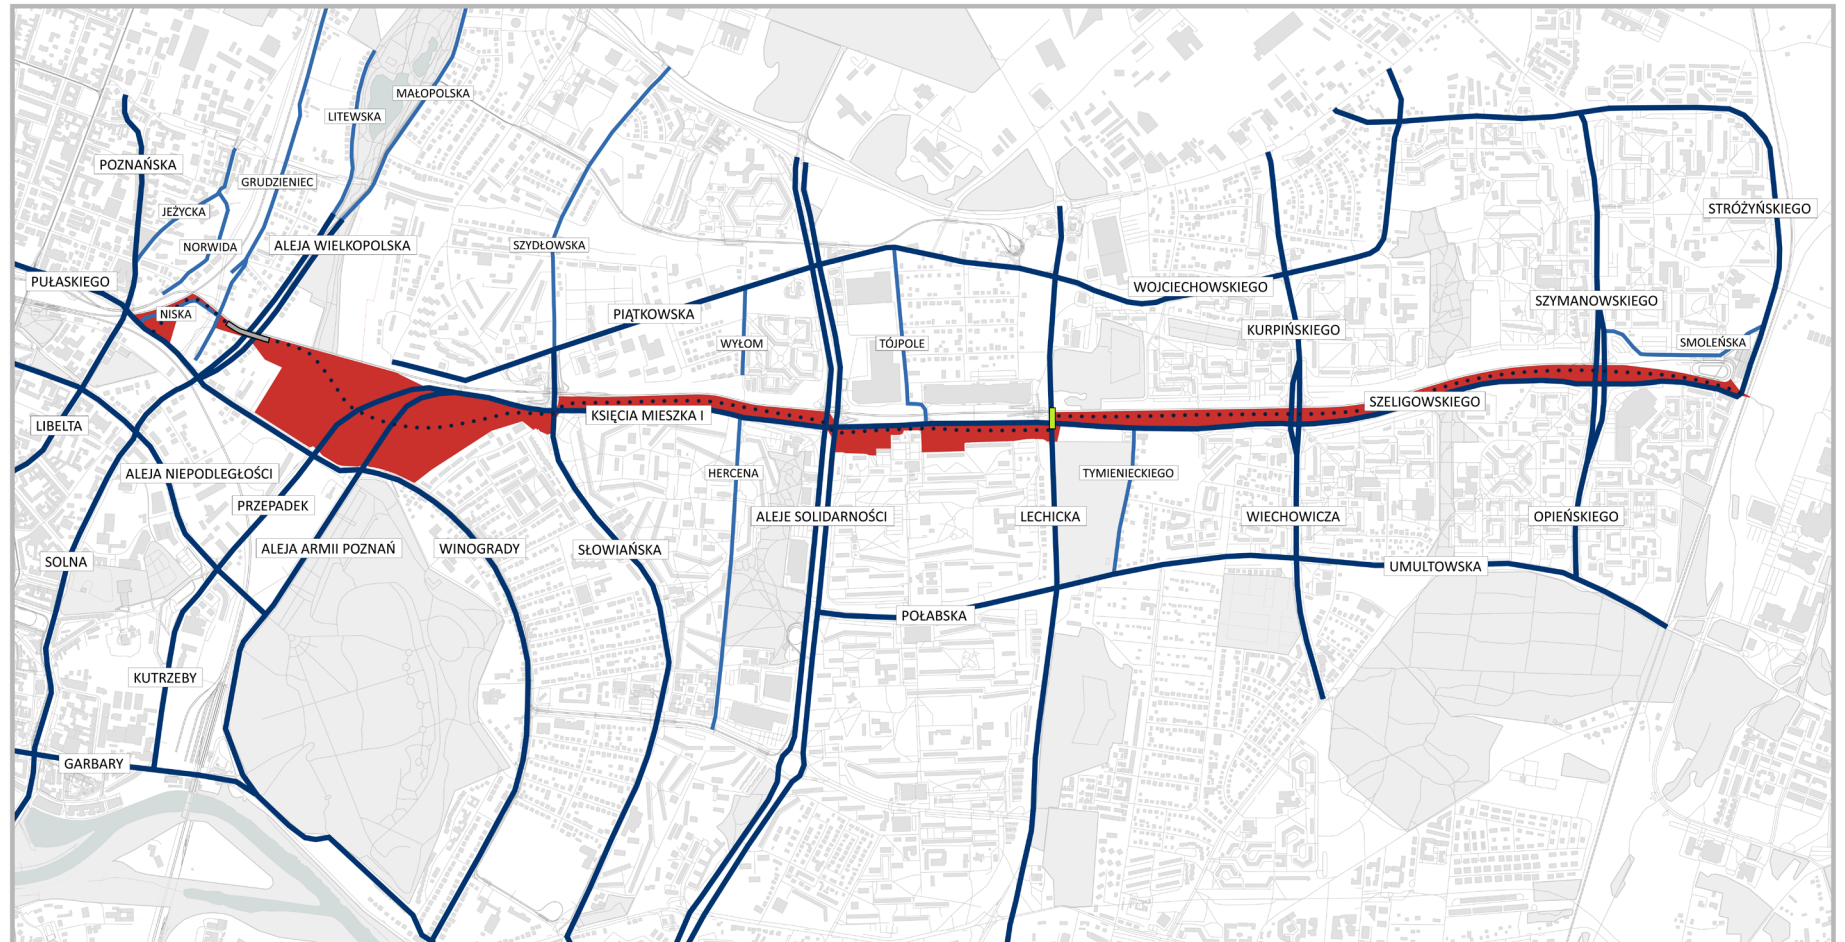 MAŁOPOLSKA
LITEWSKA
POZNAŃSKA
GRUDZIENIEC
JEŻYCKA
STRÓŻYŃSKIEGO
NORWIDA
ALEJA WIELKOPOLSKA
SZYDŁOWSKA
PUŁASKIEGO
WOJCIECHOWSKIEGO
SZYMANOWSKIEGO
NISKA
PIĄTKOWSKA
KURPIŃSKIEGO
WYŁOM
TÓJPOLE
SMOLEŃSKA
SZELIGOWSKIEGO
KSIĘCIA MIESZKA I
LIBELTA
ALEJA NIEPODLEGŁOŚCI
HERCENA
TYMIENIECKIEGO
PRZEPADEK
ALEJE SOLIDARNOŚCI
LECHICKA
WIECHOWICZA
OPIEŃSKIEGO
ALEJA ARMII POZNAŃ
WINOGRADY
SŁOWIAŃSKA
SOLNA
UMULTOWSKA
POŁABSKA
KUTRZEBY
GARBARY